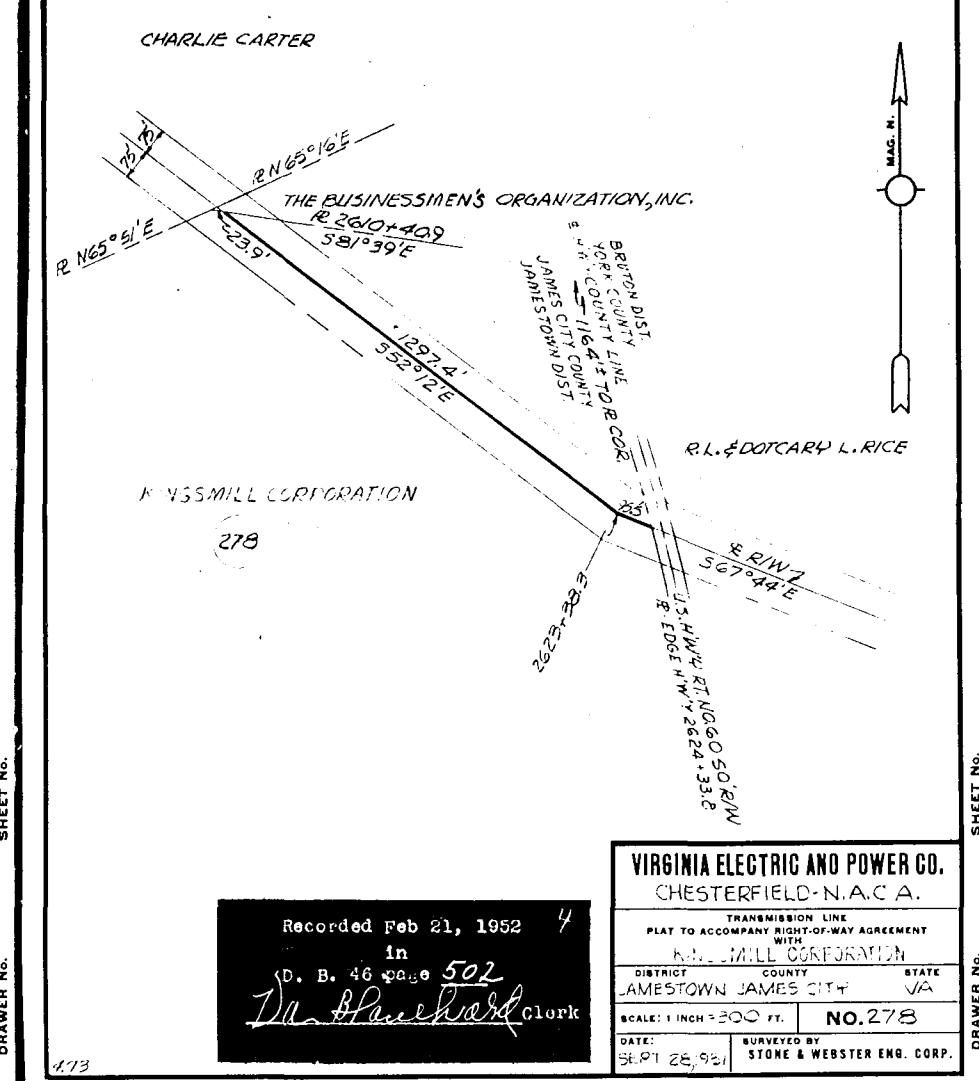 CHARLIE CARTER
75'
75'
MAG. N.
℞ N65°16'E
THE BUSINESSMEN'S ORGANIZATION, INC.
℞ 2610+40.9
S81°39'E
℞ N65°51'E
23.9'
BRUTON DIST.
YORK COUNTY
COUNTY LINE
1164'± TO ℞ COR.
JAMES CITY COUNTY
JAMESTOWN DIST.
1297.4'
S52°12'E
R.L. & DOTCARY L. RICE
KINGSMILL CORPORATION
278
℄ R/W
S67°44'E
2623+38.3
U.S. H'W'Y RT. NO. 60 50' R/W
℞ EDGE H'W'Y 2624+33.8
SHEET No.
SHEET No.
DRAWER No.
DRAWER No.
Recorded Feb 21, 1952 4
in
D. B. 46 page 502
Clerk
VIRGINIA ELECTRIC AND POWER CO.
CHESTERFIELD-N.A.C.A.
TRANSMISSION LINE
PLAT TO ACCOMPANY RIGHT-OF-WAY AGREEMENT
WITH
KINGSMILL CORPORATION
DISTRICT COUNTY STATE
JAMESTOWN JAMES CITY VA
SCALE: 1 INCH = 300 FT. NO. 278
DATE: SURVEYED BY
SEPT 28, 1951 STONE & WEBSTER ENG. CORP.
473